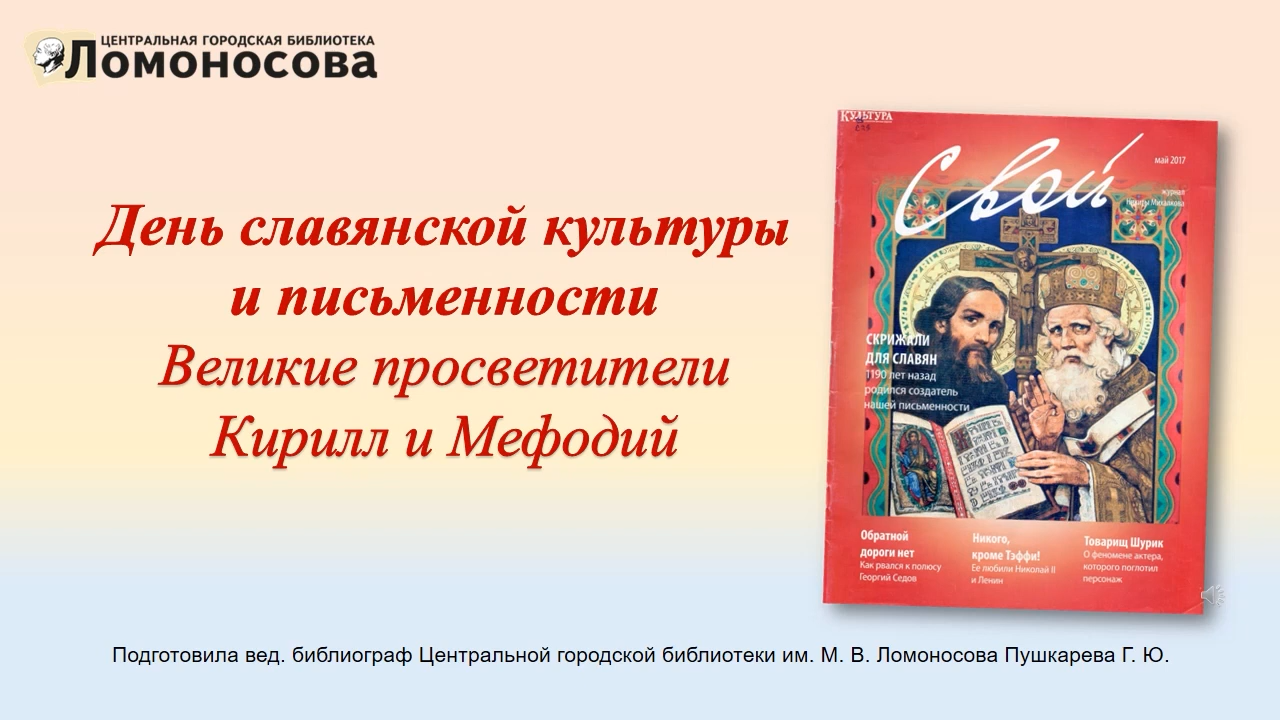 ЦЕНТРАЛЬНАЯ ГОРОДСКАЯ БИБЛИОТЕКА
Ломоносова
День славянской культуры
и письменности
Великие просветители
Кирилл и Мефодий
КУЛЬТУРА
Свой
май 2017
журнал
Никиты Михалкова
СКРИЖАЛИ
ДЛЯ СЛАВЯН
1190 лет назад
родился создатель
нашей письменности
Обратной
дороги нет
Как рвался к полюсу
Георгий Седов
Никого,
кроме Тэффи!
Ее любили Николай II
и Ленин
Товарищ Шурик
О феномене актера,
которого поглотил
персонаж
Подготовила вед. библиограф Центральной городской библиотеки им. М. В. Ломоносова Пушкарева Г. Ю.